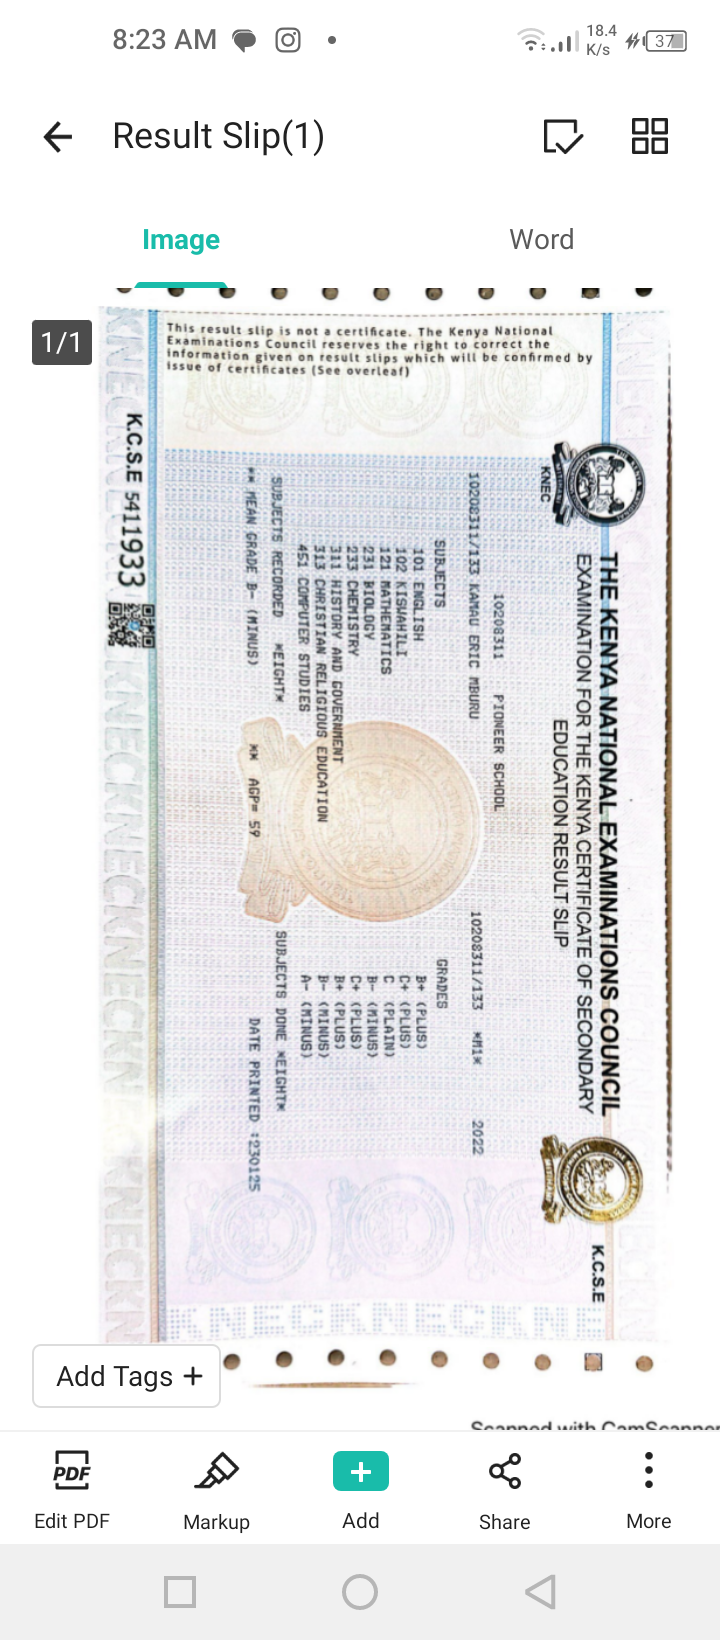 8:23 AM
18.4
K/s
37
Result Slip(1)
Image
Word
1/1
THE KENYA NATIONAL EXAMINATIONS COUNCIL
EXAMINATION FOR THE KENYA CERTIFICATE OF SECONDARY
EDUCATION RESULT SLIP
KNEC
K.C.S.E
This result slip is not a certificate. The Kenya National
Examinations Council reserves the right to correct the
information given on result slips which will be confirmed by
issue of certificates (See overleaf)
10208311 PIONEER SCHOOL
10208311/133 KAMAU ERIC MBURU 10208311/133 *M1* 2022
SUBJECTS GRADES
101 ENGLISH B+ (PLUS)
102 KISWAHILI C+ (PLUS)
121 MATHEMATICS C (PLAIN)
231 BIOLOGY B- (MINUS)
233 CHEMISTRY C+ (PLUS)
311 HISTORY AND GOVERNMENT B+ (PLUS)
313 CHRISTIAN RELIGIOUS EDUCATION B- (MINUS)
451 COMPUTER STUDIES A- (MINUS)
SUBJECTS RECORDED *EIGHT* SUBJECTS DONE *EIGHT*
** MEAN GRADE B- (MINUS) ** AGP= 59 DATE PRINTED :230125
K.C.S.E 5411933
KNECKNECKNECKNECKNECKN
KNECKNECKNE
Add Tags +
Scanned with CamScanner
PDF
Edit PDF
Markup
Add
Share
More